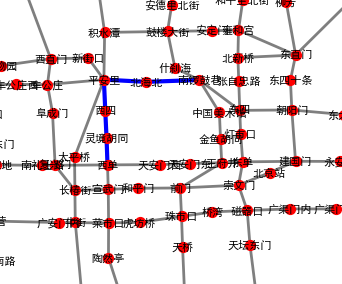 安德里北街
积水潭
鼓楼大街
安定门
雍和宫
西直门
新街口
北新桥
东直门
什刹海
平安里
北海北
南锣鼓巷
张自忠路
东四十条
车公庄西
车公庄
阜成门
西四
中国美术馆
东四
朝阳门
灵境胡同
金鱼胡同
灯市口
太平桥
西单
天安门西
天安门东
王府井
东单
建国门
北京站
长椿街
宣武门
和平门
前门
崇文门
珠市口
桥湾
磁器口
广渠门内
广安门内
菜市口
虎坊桥
天桥
天坛东门
陶然亭